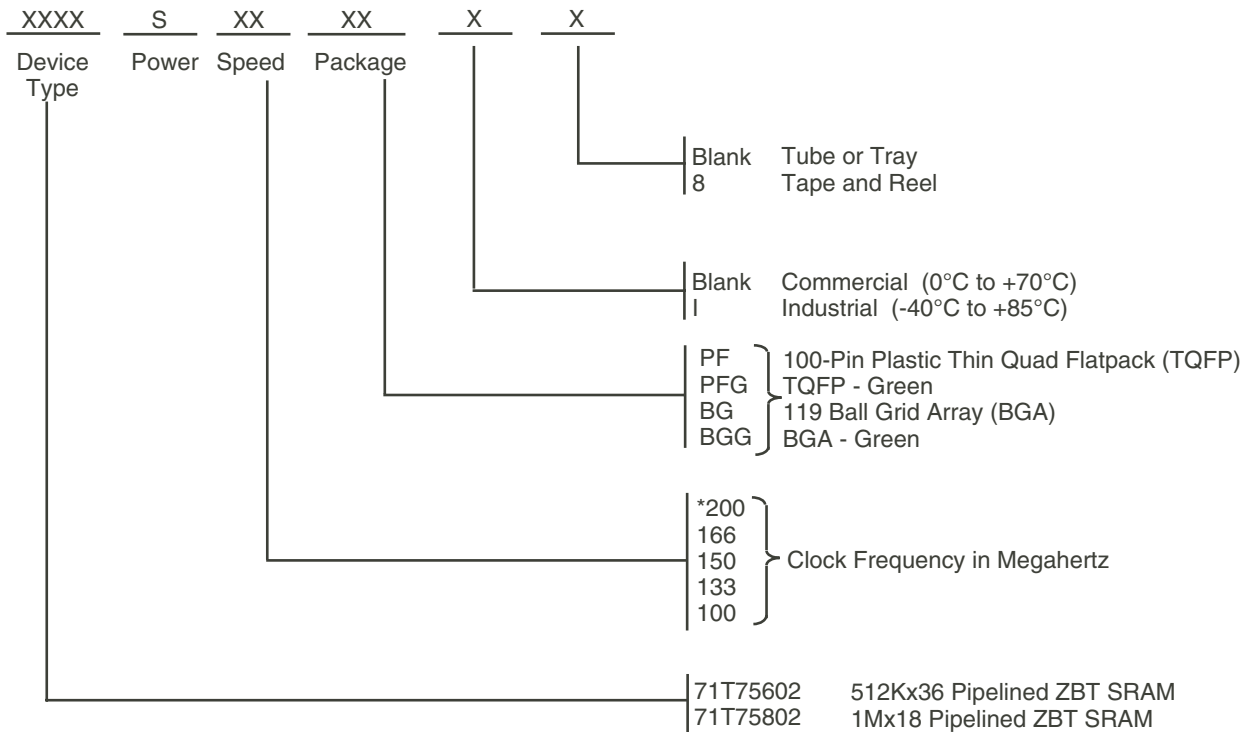 XXXX S XX XX X X
Device Type Power Speed Package
Blank Tube or Tray
8 Tape and Reel
Blank Commercial (0°C to +70°C)
I Industrial (-40°C to +85°C)
PF 100-Pin Plastic Thin Quad Flatpack (TQFP)
PFG TQFP - Green
BG 119 Ball Grid Array (BGA)
BGG BGA - Green
*200
166
150 Clock Frequency in Megahertz
133
100
71T75602 512Kx36 Pipelined ZBT SRAM
71T75802 1Mx18 Pipelined ZBT SRAM